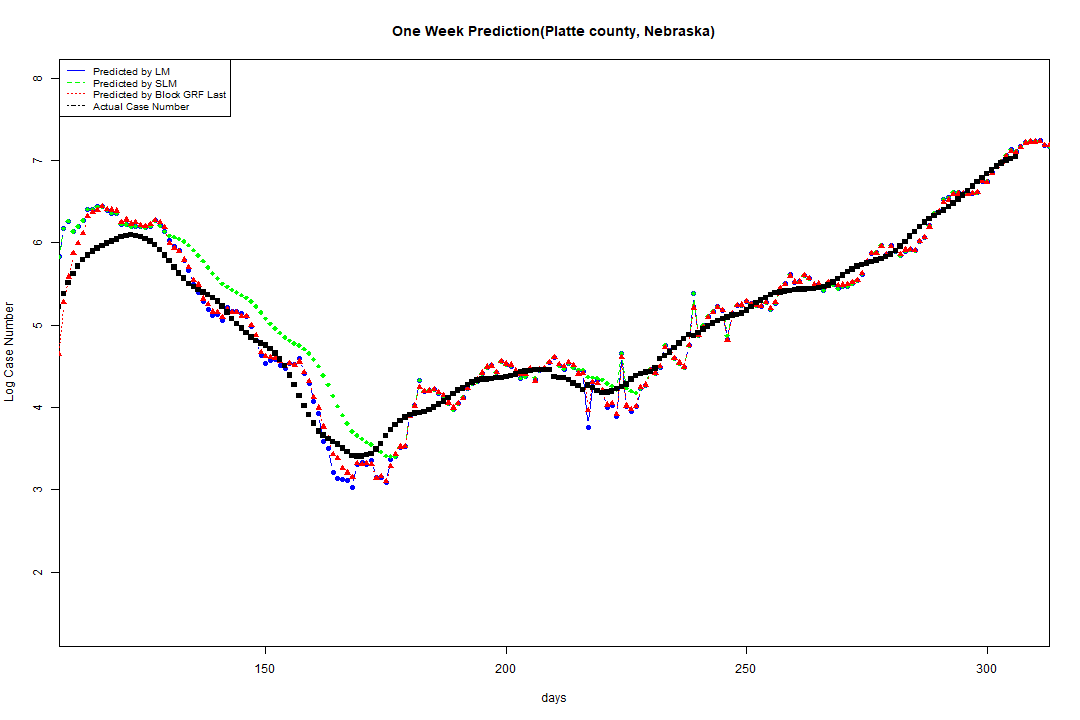 One Week Prediction(Platte county, Nebraska)
Predicted by LM
Predicted by SLM
Predicted by Block GRF Last
Actual Case Number
8
7
6
5
4
3
2
Log Case Number
150
200
250
300
days